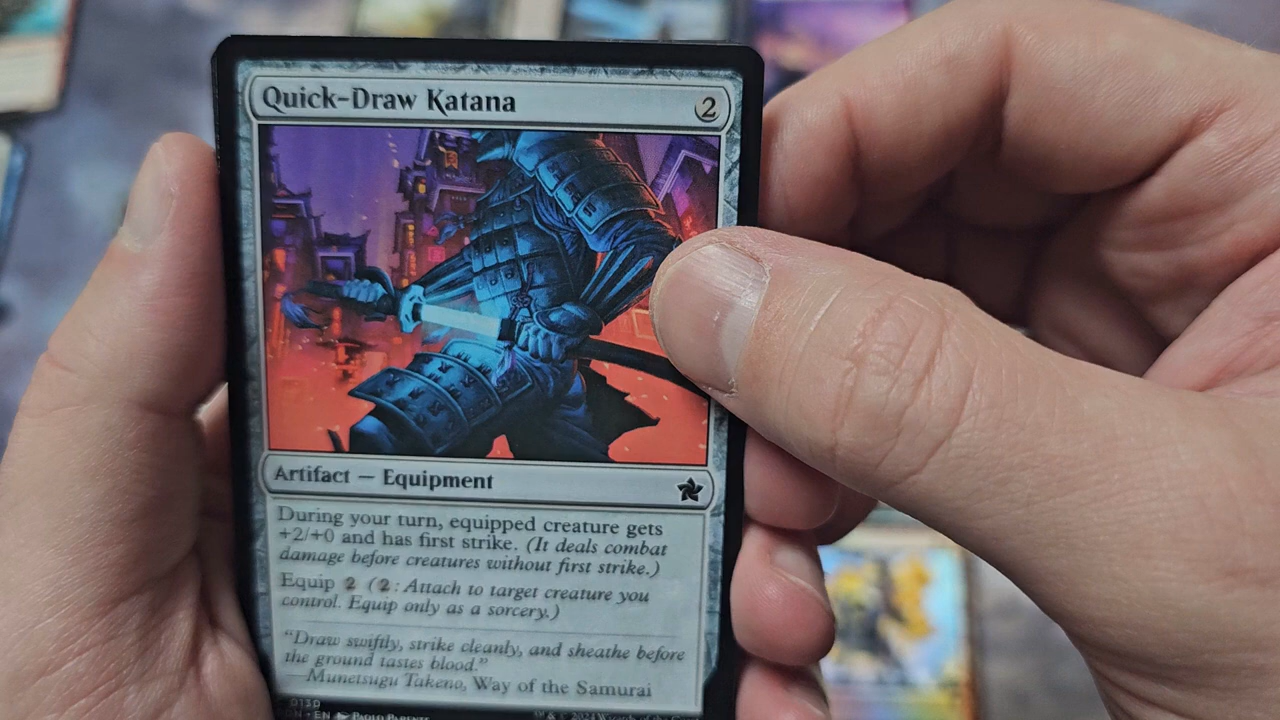 Quick-Draw Katana
2
Artifact — Equipment
During your turn, equipped creature gets
+2/+0 and has first strike. (It deals combat
damage before creatures without first strike.)
Equip 2 (2: Attach to target creature you
control. Equip only as a sorcery.)
"Draw swiftly, strike cleanly, and sheathe before
the ground tastes blood."
—Munetsugu Takeno, Way of the Samurai
0130
EN